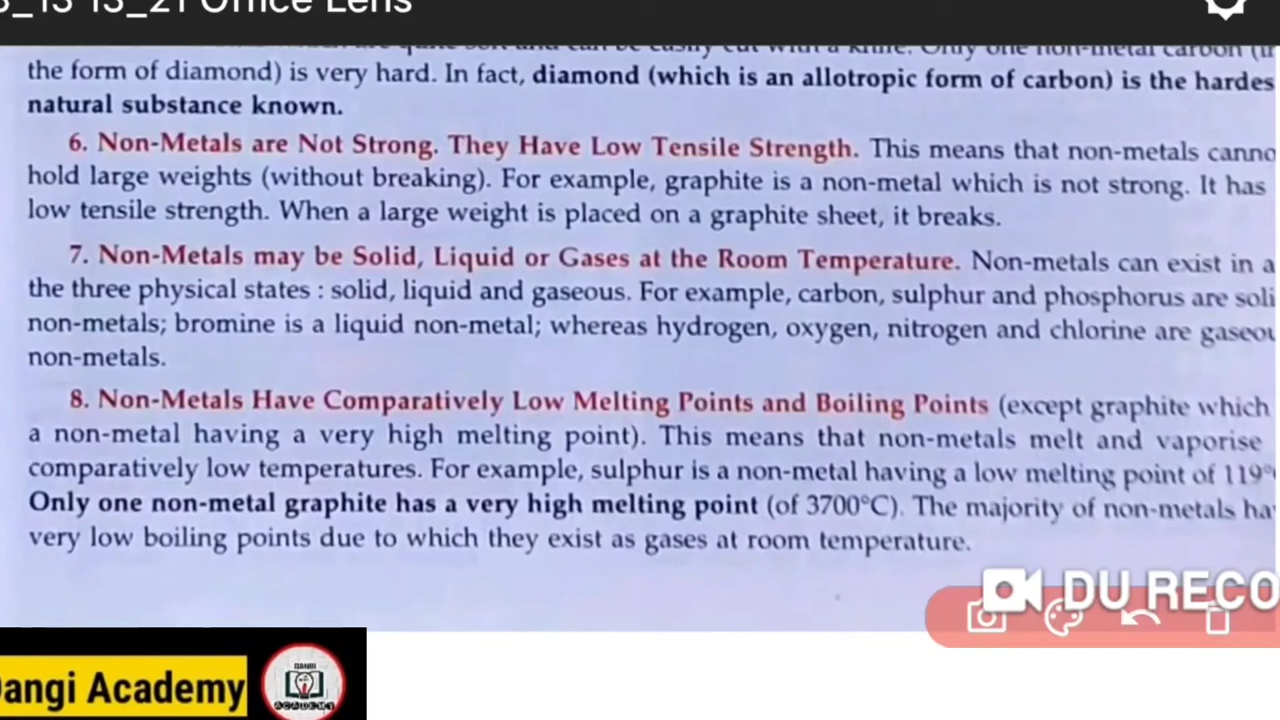 _13 13_21 Office Lens
the form of diamond) is very hard. In fact, diamond (which is an allotropic form of carbon) is the hardes
natural substance known.
6. Non-Metals are Not Strong. They Have Low Tensile Strength. This means that non-metals canno
hold large weights (without breaking). For example, graphite is a non-metal which is not strong. It has
low tensile strength. When a large weight is placed on a graphite sheet, it breaks.
7. Non-Metals may be Solid, Liquid or Gases at the Room Temperature. Non-metals can exist in a
the three physical states : solid, liquid and gaseous. For example, carbon, sulphur and phosphorus are soli
non-metals; bromine is a liquid non-metal; whereas hydrogen, oxygen, nitrogen and chlorine are gaseou
non-metals.
8. Non-Metals Have Comparatively Low Melting Points and Boiling Points (except graphite which
a non-metal having a very high melting point). This means that non-metals melt and vaporise
comparatively low temperatures. For example, sulphur is a non-metal having a low melting point of 119°
Only one non-metal graphite has a very high melting point (of 3700°C). The majority of non-metals ha
very low boiling points due to which they exist as gases at room temperature.
DU RECO
angi Academy
DANGI
ACADEMY